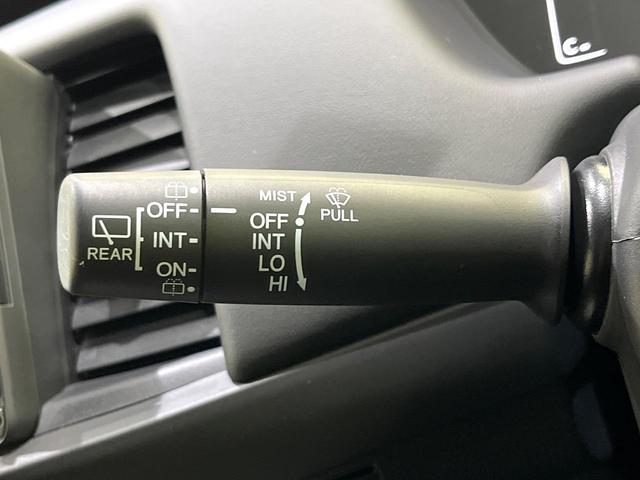 REAR
OFF
INT
ON
MIST
OFF
INT
LO
HI
PULL
C